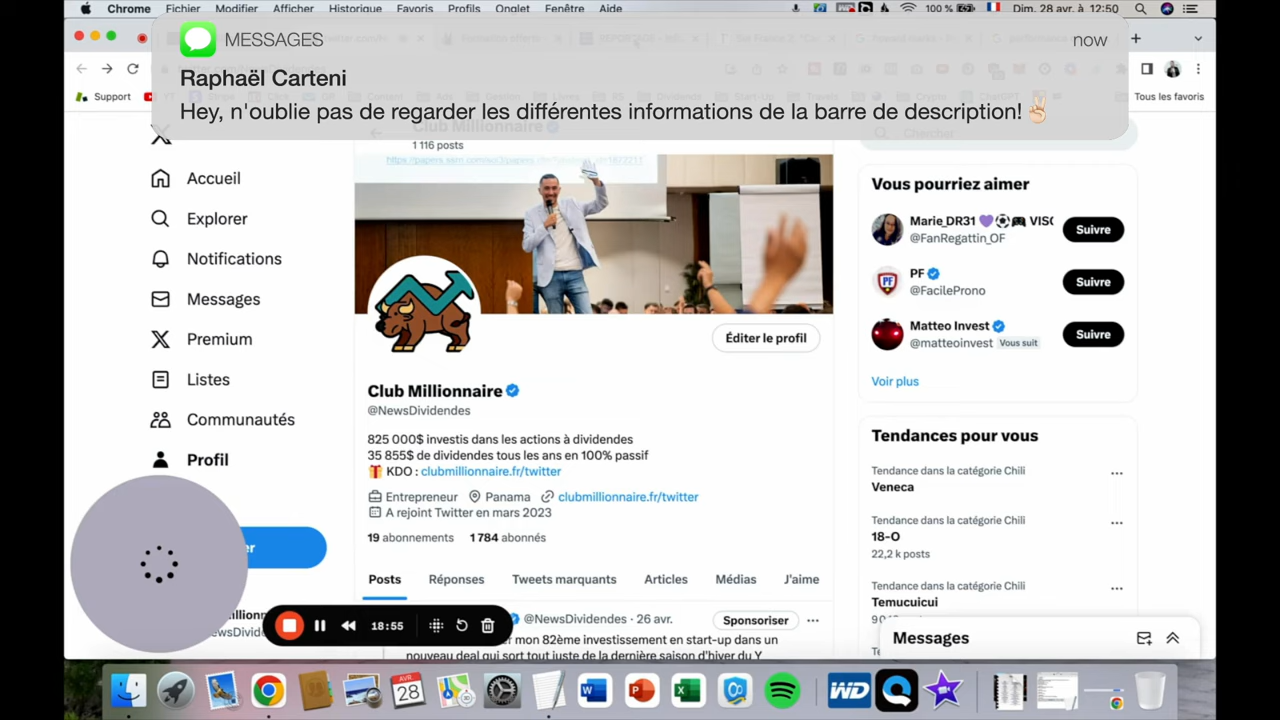 Chrome Fichier Modifier Afficher Historique Favoris Profils Onglet Fenêtre Aide
100 %
Dim. 28 avr. à 12:50
MESSAGES
now
Raphaël Carteni
Hey, n'oublie pas de regarder les différentes informations de la barre de description! ✌🏻
Support
Tous les favoris
Club Millionnaire
1 116 posts
Chercher
Accueil
Explorer
Notifications
Messages
Premium
Listes
Communautés
Profil
Éditer le profil
Club Millionnaire
@NewsDividendes
825 000$ investis dans les actions à dividendes
35 855$ de dividendes tous les ans en 100% passif
🎁 KDO : clubmillionnaire.fr/twitter
Entrepreneur Panama clubmillionnaire.fr/twitter
A rejoint Twitter en mars 2023
19 abonnements 1 784 abonnés
Posts Réponses Tweets marquants Articles Médias J'aime
@NewsDividendes · 26 avr.
Sponsoriser
er mon 82ème investissement en start-up dans un
nouveau deal qui sort tout juste de la dernière saison d'hiver du Y
18:55
Vous pourriez aimer
Marie_DR31 💜⚽🎮 VISC
@FanRegattin_OF
Suivre
PF
@FacileProno
Suivre
Matteo Invest
@matteoinvest Vous suit
Suivre
Voir plus
Tendances pour vous
Tendance dans la catégorie Chili
Veneca
Tendance dans la catégorie Chili
18-O
22,2 k posts
Tendance dans la catégorie Chili
Temucuicui
Messages
AVR.
28
W
P
X
WD